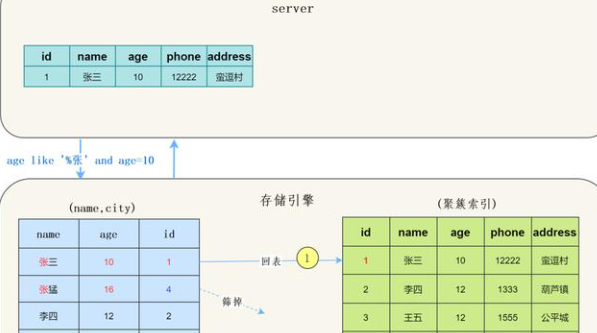 server
id name age phone address
1 张三 10 12222 蛮逗村
age like '%张' and age=10
存储引擎
(name,city)
(聚簇索引)
name age id
张三 10 1
张猛 16 4
李四 12 2
回表
1
筛掉
id name age phone address
1 张三 10 12222 蛮逗村
2 李四 12 1333 葫芦镇
3 王五 12 1555 公平城